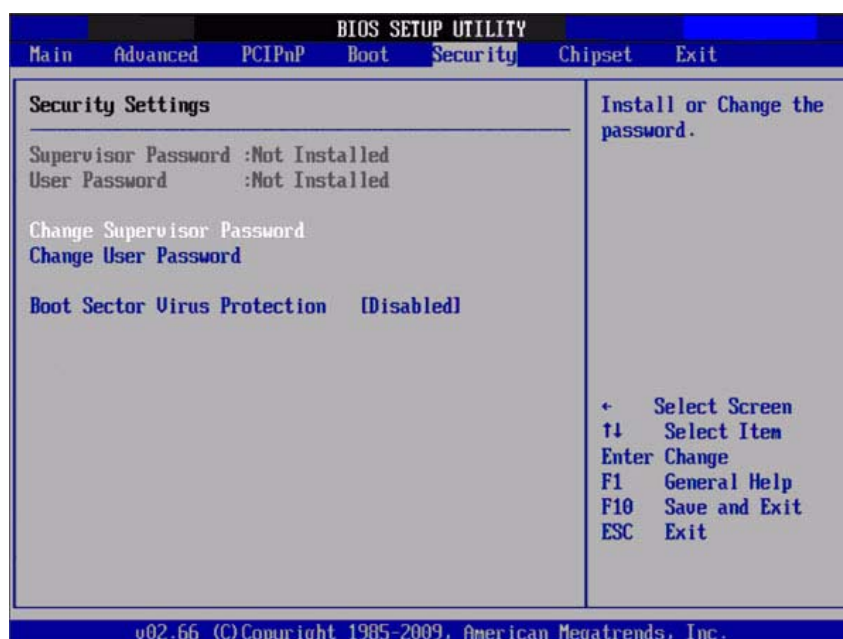 BIOS SETUP UTILITY
Main Advanced PCIPnP Boot Security Chipset Exit
Security Settings
Supervisor Password :Not Installed
User Password :Not Installed
Change Supervisor Password
Change User Password
Boot Sector Virus Protection [Disabled]
Install or Change the
password.
← Select Screen
↑↓ Select Item
Enter Change
F1 General Help
F10 Save and Exit
ESC Exit
v02.66 (C)Copyright 1985-2009, American Megatrends, Inc.